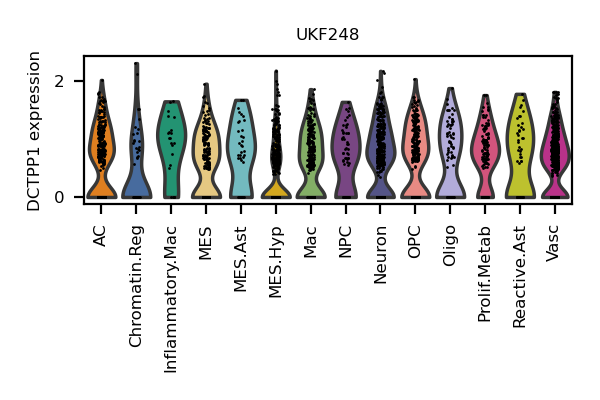 UKF248
DCTPP1 expression
2
0
AC
Chromatin.Reg
Inflammatory.Mac
MES
MES.Ast
MES.Hyp
Mac
NPC
Neuron
OPC
Oligo
Prolif.Metab
Reactive.Ast
Vasc